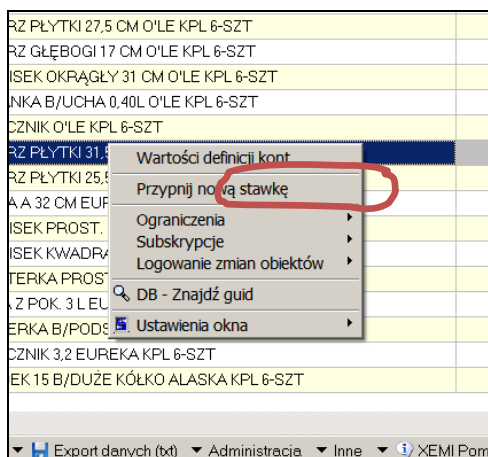 RZ PŁYTKI 27,5 CM O'LE KPL 6-SZT
RZ GŁĘBOGI 17 CM O'LE KPL 6-SZT
ISEK OKRĄGŁY 31 CM O'LE KPL 6-SZT
NKA B/UCHA 0,40L O'LE KPL 6-SZT
CZNIK O'LE KPL 6-SZT
RZ PŁYTKI 31,5
RZ PŁYTKI 25,5
A A 32 CM EUR
ISEK PROST.
ISEK KWADRA
TERKA PROST
A Z POK. 3 L EU
ERKA B/PODS
CZNIK 3,2 EUREKA KPL 6-SZT
EK 15 B/DUŻE KÓŁKO ALASKA KPL 6-SZT
Wartości definicji kont
Przypnij nową stawkę
Ograniczenia
Subskrypcje
Logowanie zmian obiektów
DB - Znajdź guid
Ustawienia okna
Export danych (txt) Administracja Inne XEMI Pom